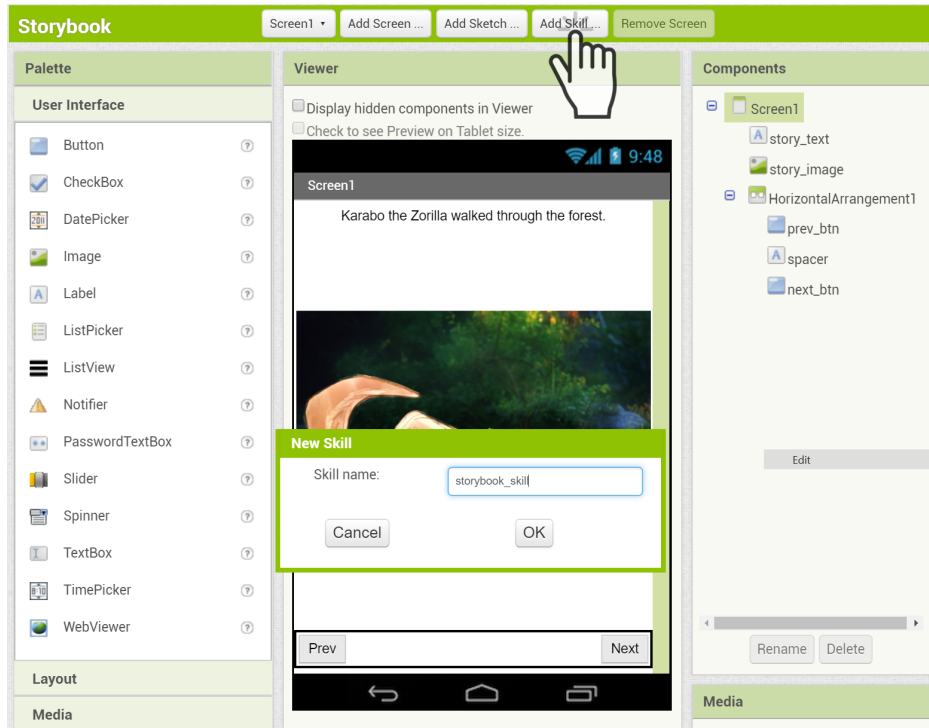 Storybook
Screen1
Add Screen ...
Add Sketch ...
Add Skill ...
Remove Screen
Palette
User Interface
Button
CheckBox
DatePicker
Image
Label
ListPicker
ListView
Notifier
PasswordTextBox
Slider
Spinner
TextBox
TimePicker
WebViewer
Layout
Media
Viewer
Display hidden components in Viewer
Check to see Preview on Tablet size.
9:48
Screen1
Karabo the Zorilla walked through the forest.
New Skill
Skill name:
storybook_skill
Cancel
OK
Prev
Next
Components
Screen1
A story_text
story_image
HorizontalArrangement1
prev_btn
A spacer
next_btn
Edit
Rename
Delete
Media